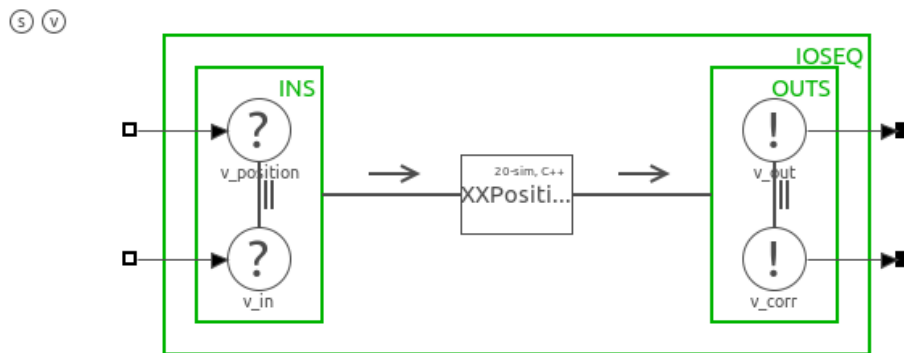 s v
IOSEQ
INS
OUTS
?
!
v_position
v_out
20-sim, C++
XXPositi...
?
!
v_in
v_corr